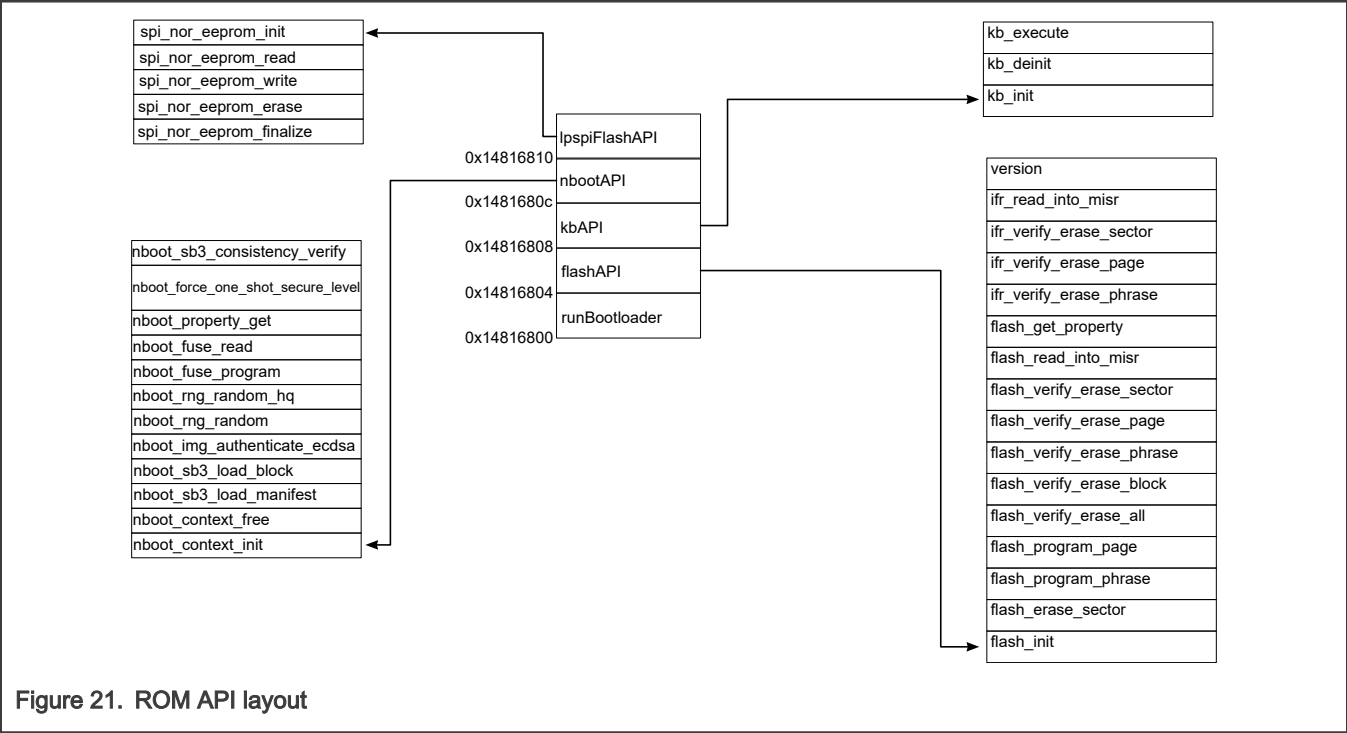 spi_nor_eeprom_init
spi_nor_eeprom_read
spi_nor_eeprom_write
spi_nor_eeprom_erase
spi_nor_eeprom_finalize
nboot_sb3_consistency_verify
nboot_force_one_shot_secure_level
nboot_property_get
nboot_fuse_read
nboot_fuse_program
nboot_rng_random_hq
nboot_rng_random
nboot_img_authenticate_ecdsa
nboot_sb3_load_block
nboot_sb3_load_manifest
nboot_context_free
nboot_context_init
lpspiFlashAPI
0x14816810
nbootAPI
0x1481680c
kbAPI
0x14816808
flashAPI
0x14816804
runBootloader
0x14816800
kb_execute
kb_deinit
kb_init
version
ifr_read_into_misr
ifr_verify_erase_sector
ifr_verify_erase_page
ifr_verify_erase_phrase
flash_get_property
flash_read_into_misr
flash_verify_erase_sector
flash_verify_erase_page
flash_verify_erase_phrase
flash_verify_erase_block
flash_verify_erase_all
flash_program_page
flash_program_phrase
flash_erase_sector
flash_init
Figure 21. ROM API layout